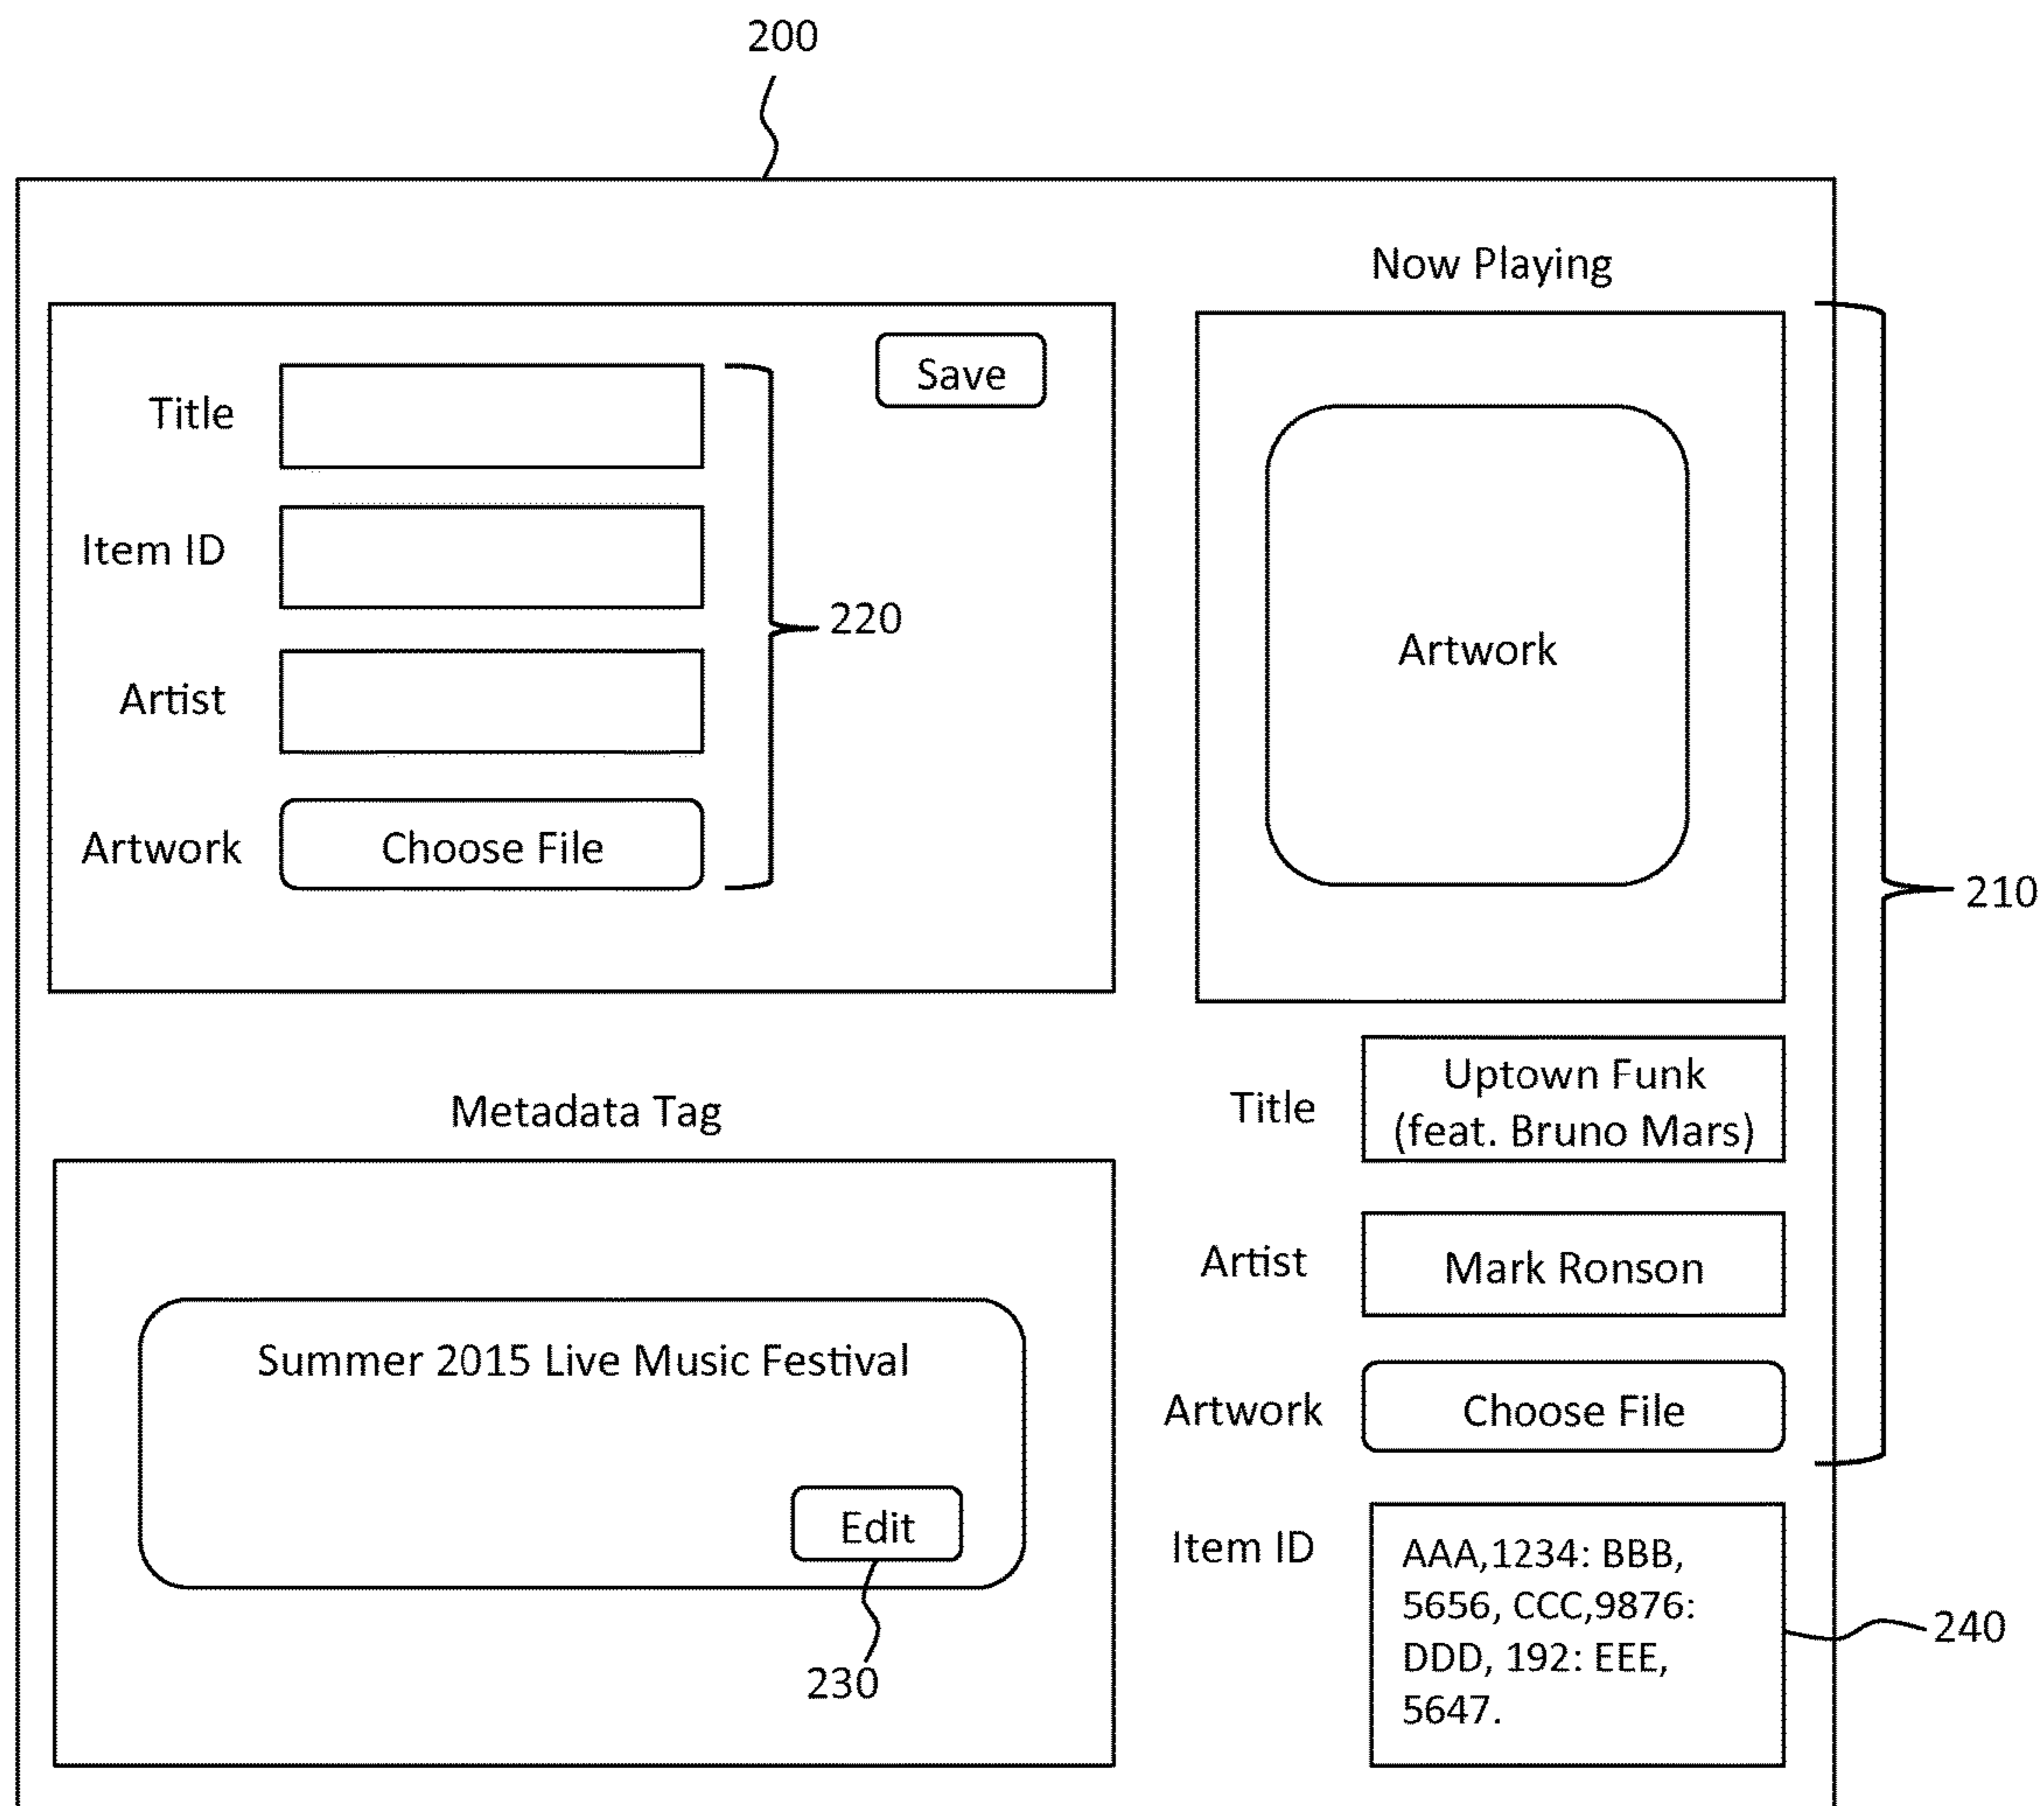 200
Now Playing
Save
Title
Item ID
220
Artist
Artwork
Artwork
Choose File
210
Metadata Tag
Title
Uptown Funk
(feat. Bruno Mars)
Artist
Mark Ronson
Summer 2015 Live Music Festival
Artwork
Choose File
Edit
Item ID
AAA,1234: BBB,
5656, CCC,9876:
DDD, 192: EEE,
5647.
240
230